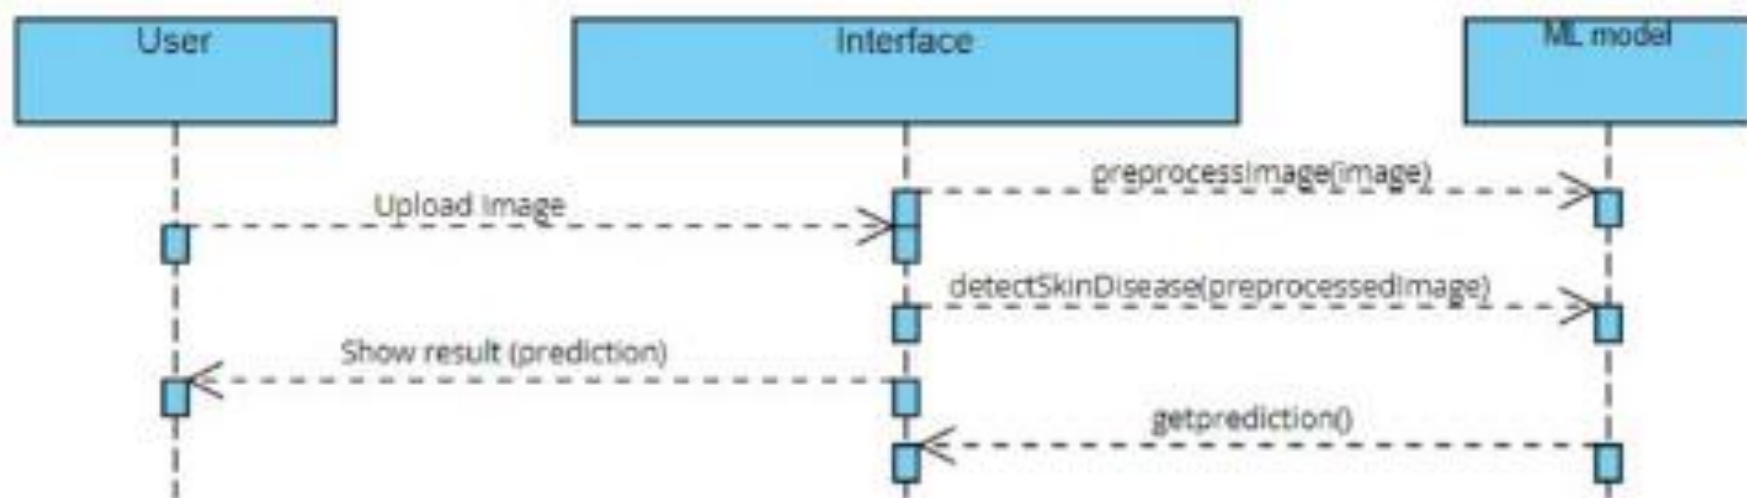 User
Interface
ML model
preprocessImage(image)
Upload Image
detectSkinDisease(preprocessedImage)
Show result (prediction)
getprediction()